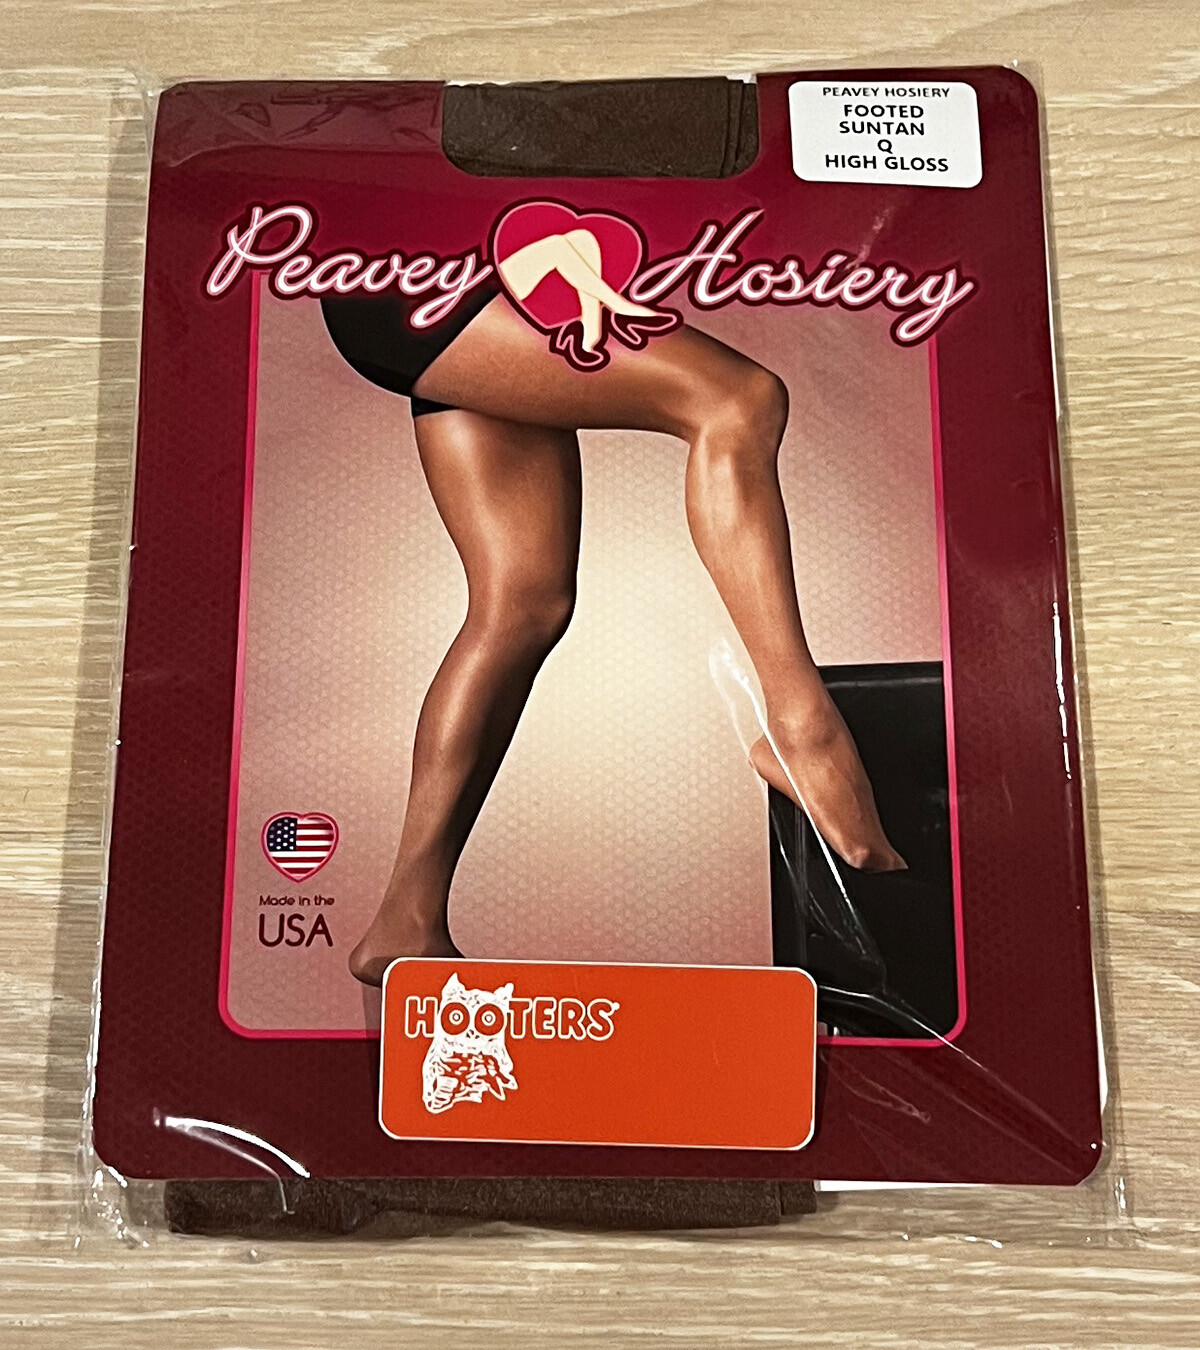 PEAVEY HOSIERY
FOOTED
SUNTAN
Q
HIGH GLOSS
Peavey Hosiery
Made in the
USA
HOOTERS®